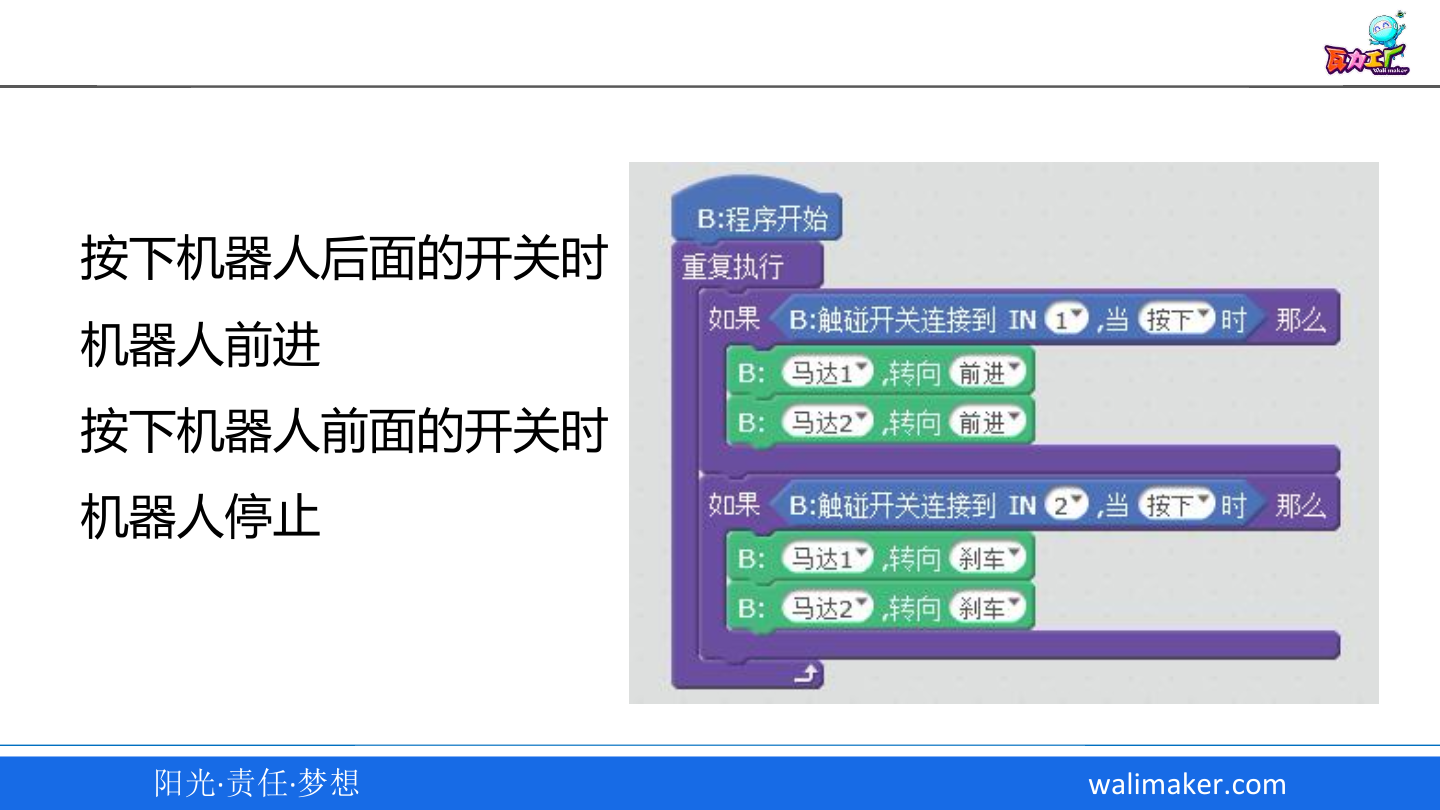 瓦力工厂
Wali maker
按下机器人后面的开关时
机器人前进
按下机器人前面的开关时
机器人停止
B:程序开始
重复执行
如果 B:触碰开关连接到 IN 1 ,当 按下 时 那么
B: 马达1 ,转向 前进
B: 马达2 ,转向 前进
如果 B:触碰开关连接到 IN 2 ,当 按下 时 那么
B: 马达1 ,转向 刹车
B: 马达2 ,转向 刹车
阳光·责任·梦想
walimaker.com